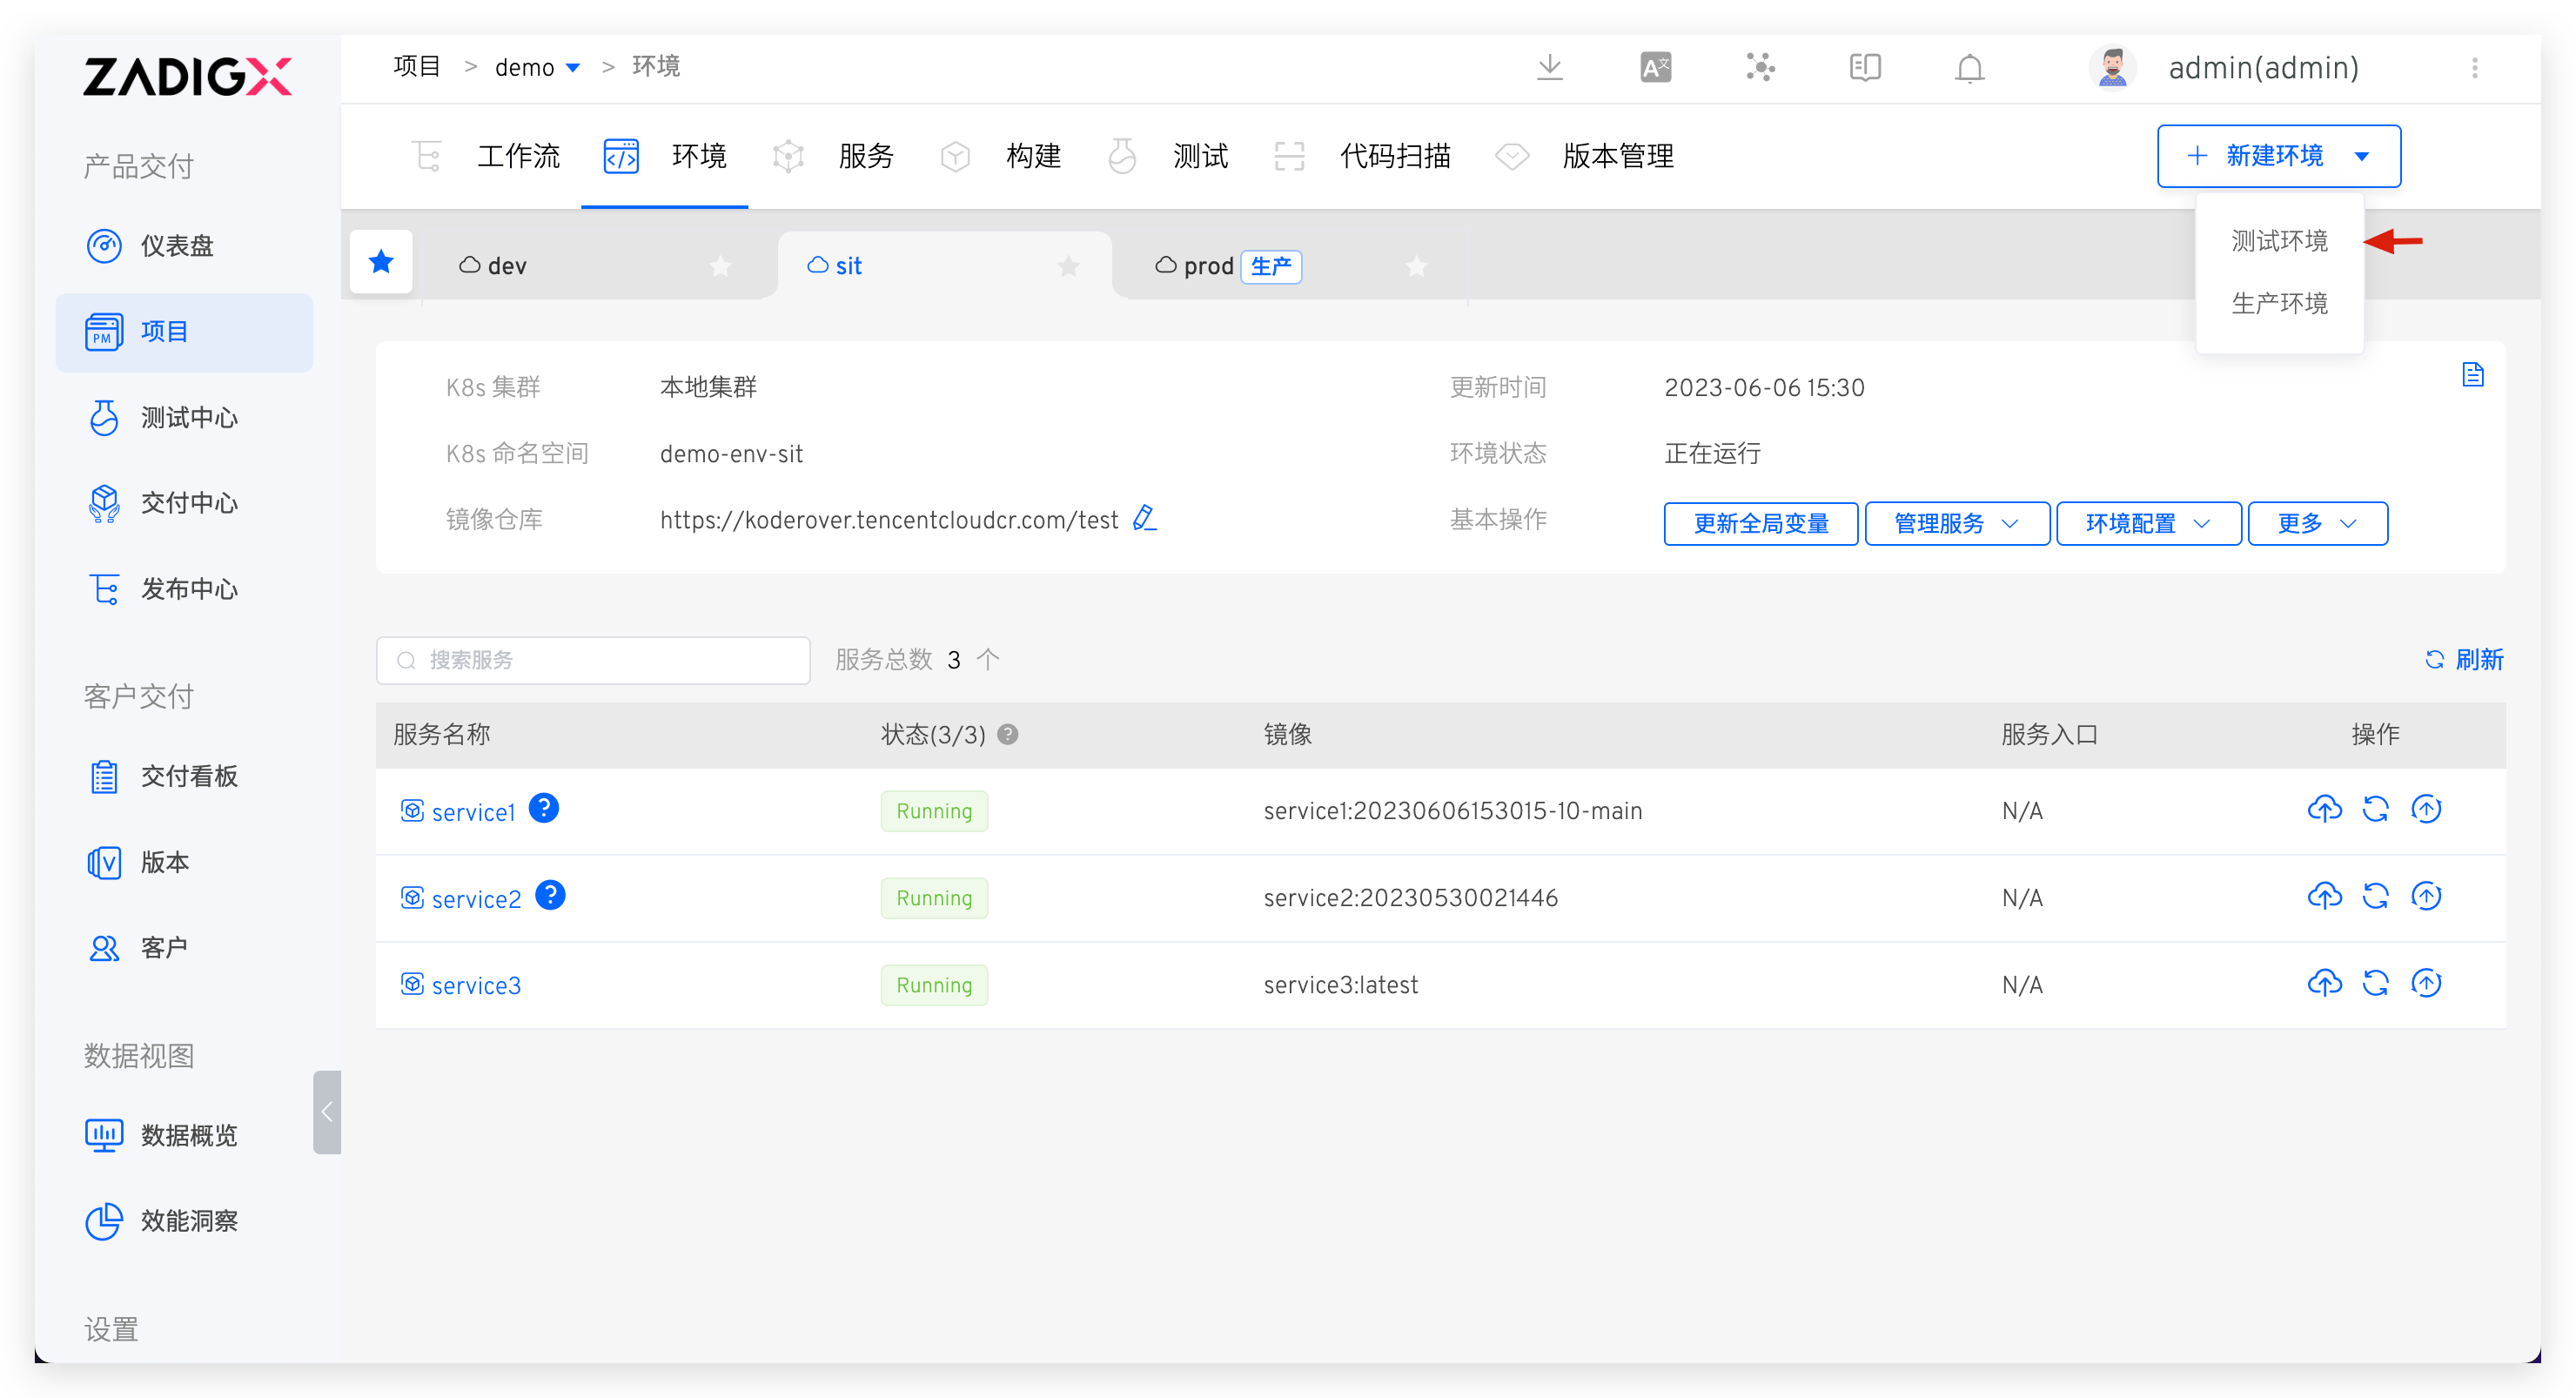 ZADIGX
项目 > demo > 环境
admin(admin)
产品交付
仪表盘
PM 项目
测试中心
交付中心
发布中心
客户交付
交付看板
版本
客户
数据视图
数据概览
效能洞察
设置
工作流 环境 服务 构建 测试 代码扫描 版本管理
+ 新建环境
测试环境
生产环境
dev sit prod 生产
K8s 集群 本地集群 更新时间 2023-06-06 15:30
K8s 命名空间 demo-env-sit 环境状态 正在运行
镜像仓库 https://koderover.tencentcloudcr.com/test 基本操作 更新全局变量 管理服务 环境配置 更多
搜索服务 服务总数 3 个 刷新
服务名称 状态(3/3) ? 镜像 服务入口 操作
service1 ? Running service1:20230606153015-10-main N/A
service2 ? Running service2:20230530021446 N/A
service3 Running service3:latest N/A